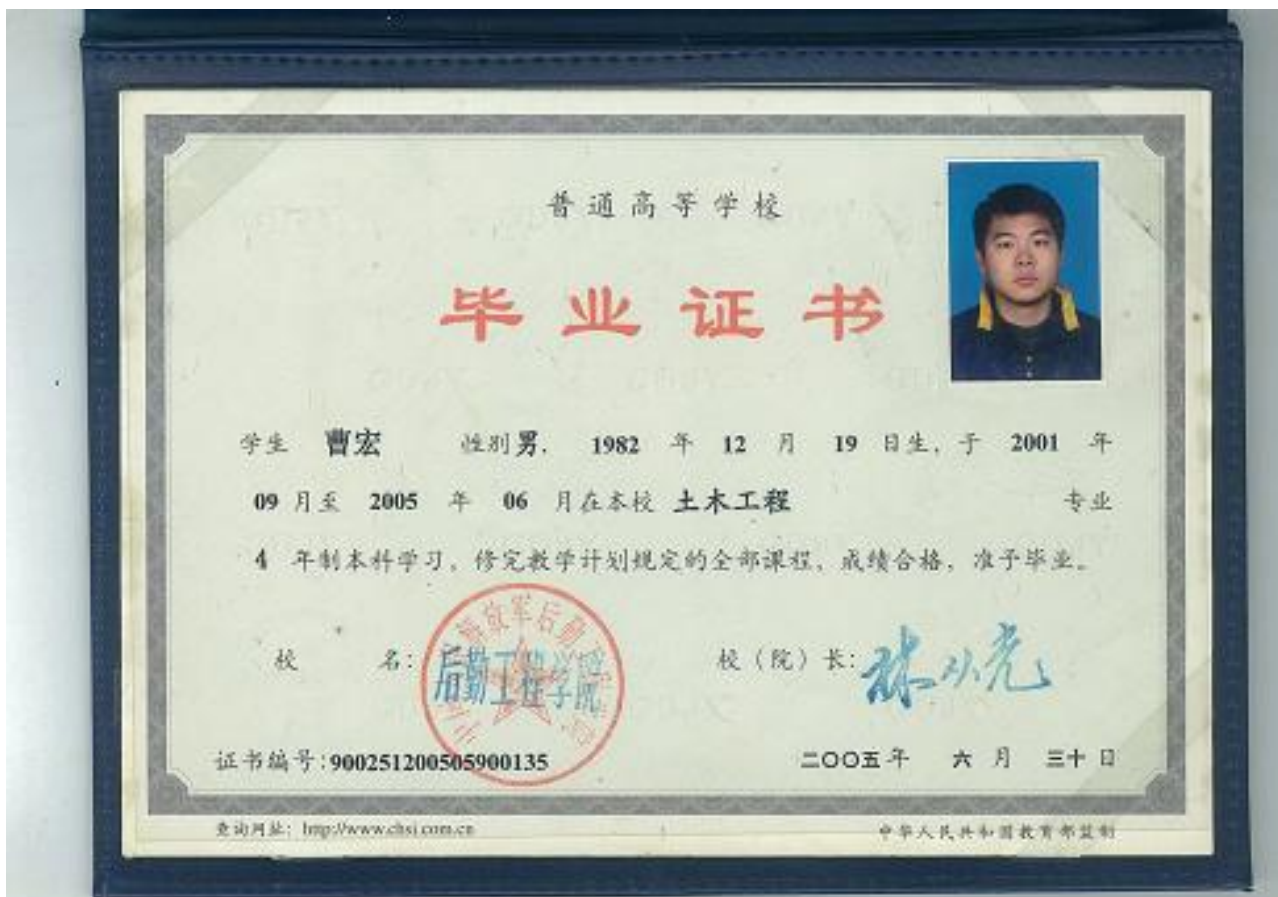 普通高等学校
毕业证书
学生 曹宏 性别 男, 1982 年 12 月 19 日生, 于 2001 年
09 月至 2005 年 06 月在本校 土木工程 专业
4 年制本科学习, 修完教学计划规定的全部课程, 成绩合格, 准予毕业。
校 名: 后勤工程学院 校(院)长:
证书编号: 900251200505900135 二〇〇五年 六 月 三十 日
查询网址: http://www.chsi.com.cn 中华人民共和国教育部监制